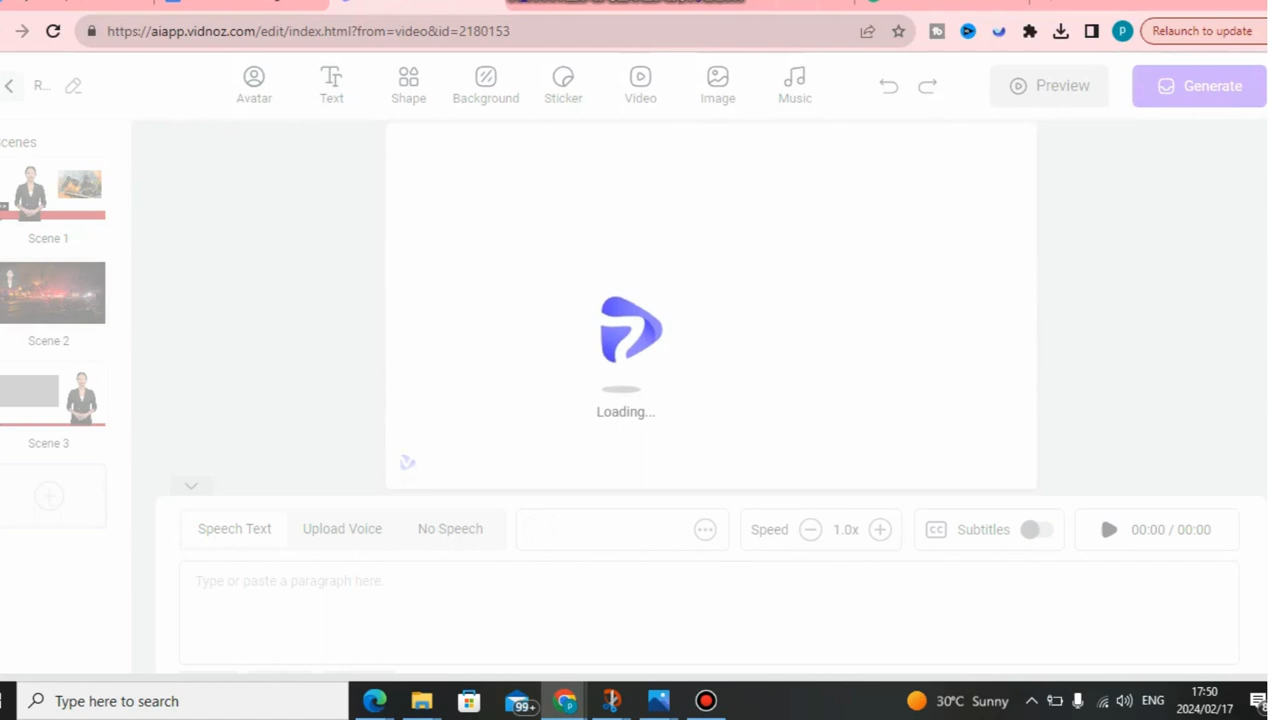 https://aiapp.vidnoz.com/edit/index.html?from=video&id=2180153
Relaunch to update
R...
Avatar
Text
Shape
Background
Sticker
Video
Image
Music
Preview
Generate
cenes
Scene 1
Scene 2
Scene 3
Loading...
Speech Text
Upload Voice
No Speech
Speed
1.0x
CC
Subtitles
00:00 / 00:00
Type or paste a paragraph here.
Type here to search
99+
30°C Sunny
ENG
17:50
2024/02/17